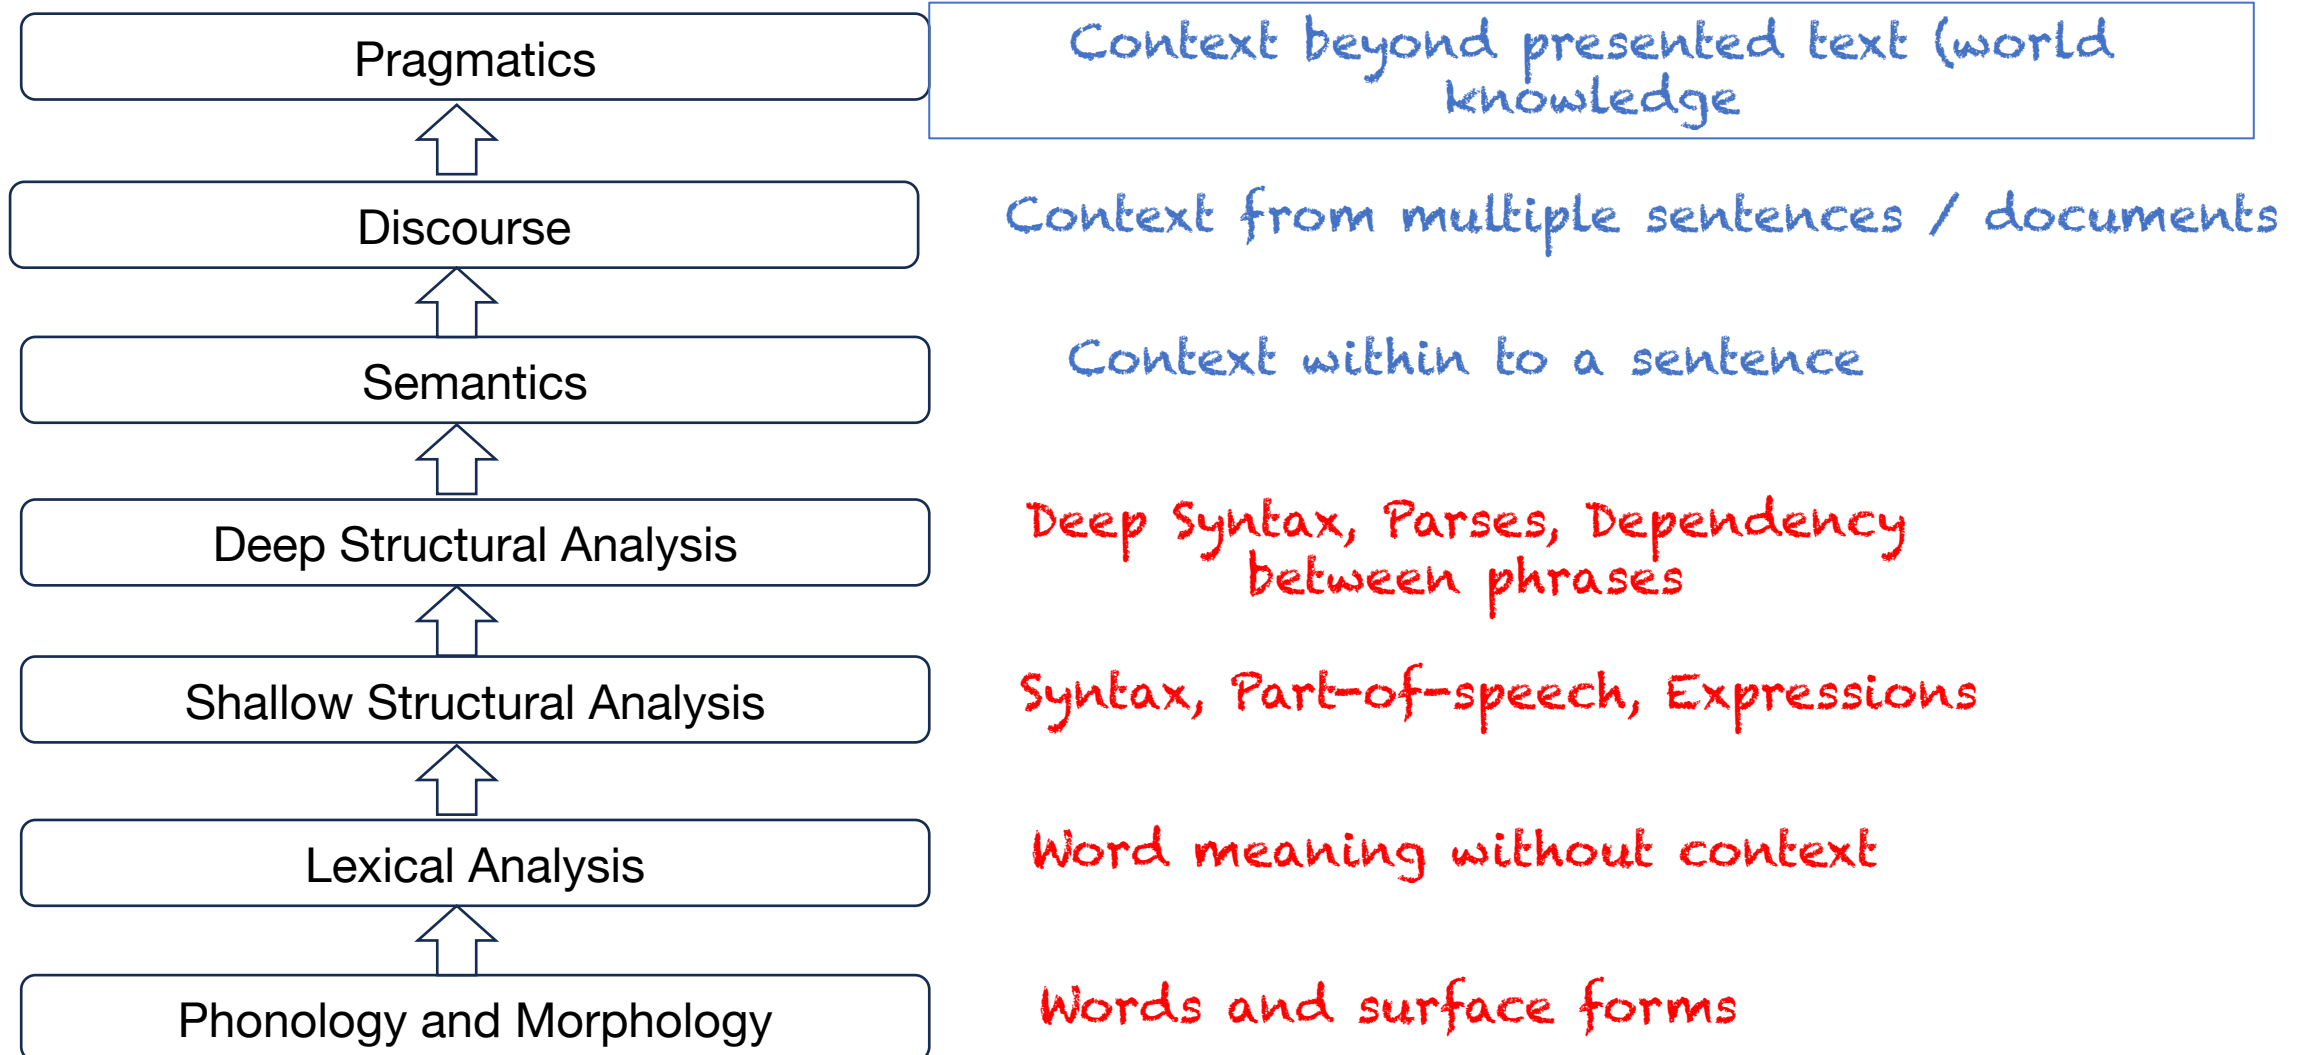 Pragmatics
Context beyond presented text (world
knowledge
Discourse
Context from multiple sentences / documents
Semantics
Context within to a sentence
Deep Structural Analysis
Deep Syntax, Parses, Dependency
between phrases
Shallow Structural Analysis
Syntax, Part-of-speech, Expressions
Lexical Analysis
Word meaning without context
Phonology and Morphology
Words and surface forms